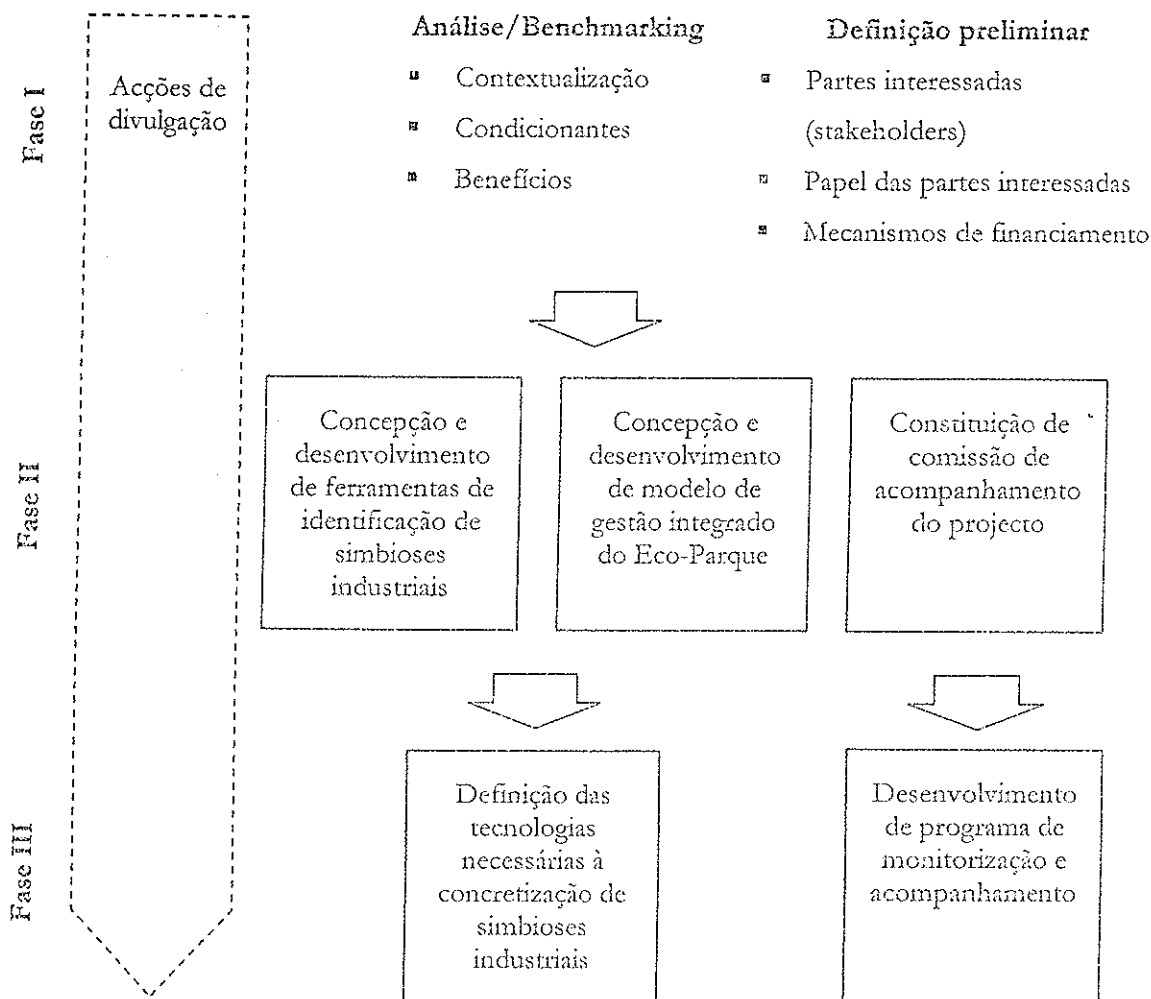 Fase I
Acções de
divulgação
Análise/Benchmarking
Contextualização
Condicionantes
Benefícios
Definição preliminar
Partes interessadas
(stakeholders)
Papel das partes interessadas
Mecanismos de financiamento
Fase II
Concepção e
desenvolvimento
de ferramentas de
identificação de
simbioses
industriais
Concepção e
desenvolvimento
de modelo de
gestão integrado
do Eco-Parque
Constituição de
comissão de
acompanhamento
do projecto
Fase III
Definição das
tecnologias
necessárias à
concretização de
simbioses
industriais
Desenvolvimento
de programa de
monitorização e
acompanhamento